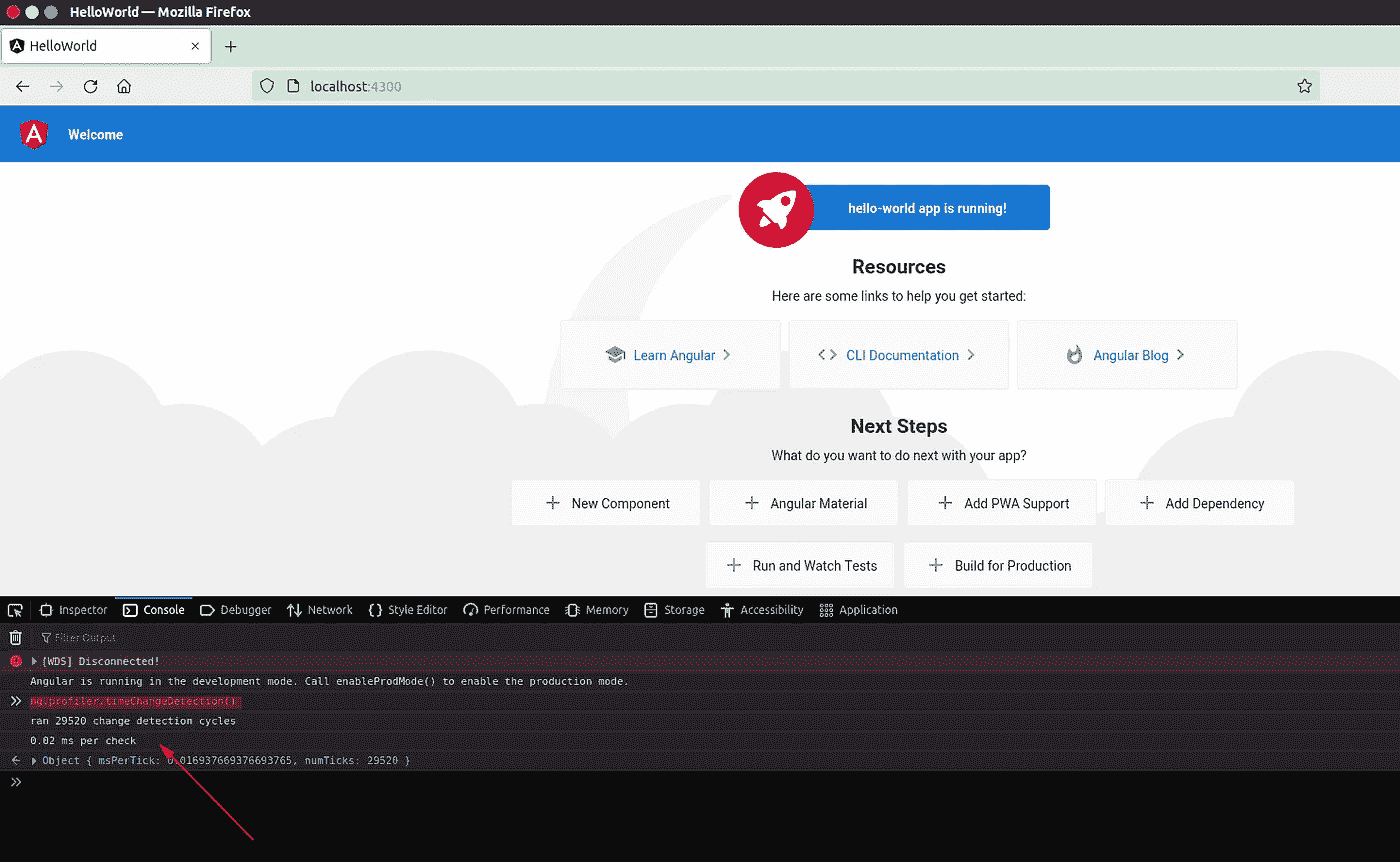 HelloWorld — Mozilla Firefox
HelloWorld
localhost:4300
Welcome
hello-world app is running!
Resources
Here are some links to help you get started:
Learn Angular
CLI Documentation
Angular Blog
Next Steps
What do you want to do next with your app?
New Component
Angular Material
Add PWA Support
Add Dependency
Run and Watch Tests
Build for Production
Inspector
Console
Debugger
Network
Style Editor
Performance
Memory
Storage
Accessibility
Application
Filter Output
[WDS] Disconnected!
Angular is running in the development mode. Call enableProdMode() to enable the production mode.
ng.profiler.timeChangeDetection()
ran 29520 change detection cycles
0.02 ms per check
Object { msPerTick: 0.016937669376693765, numTicks: 29520 }